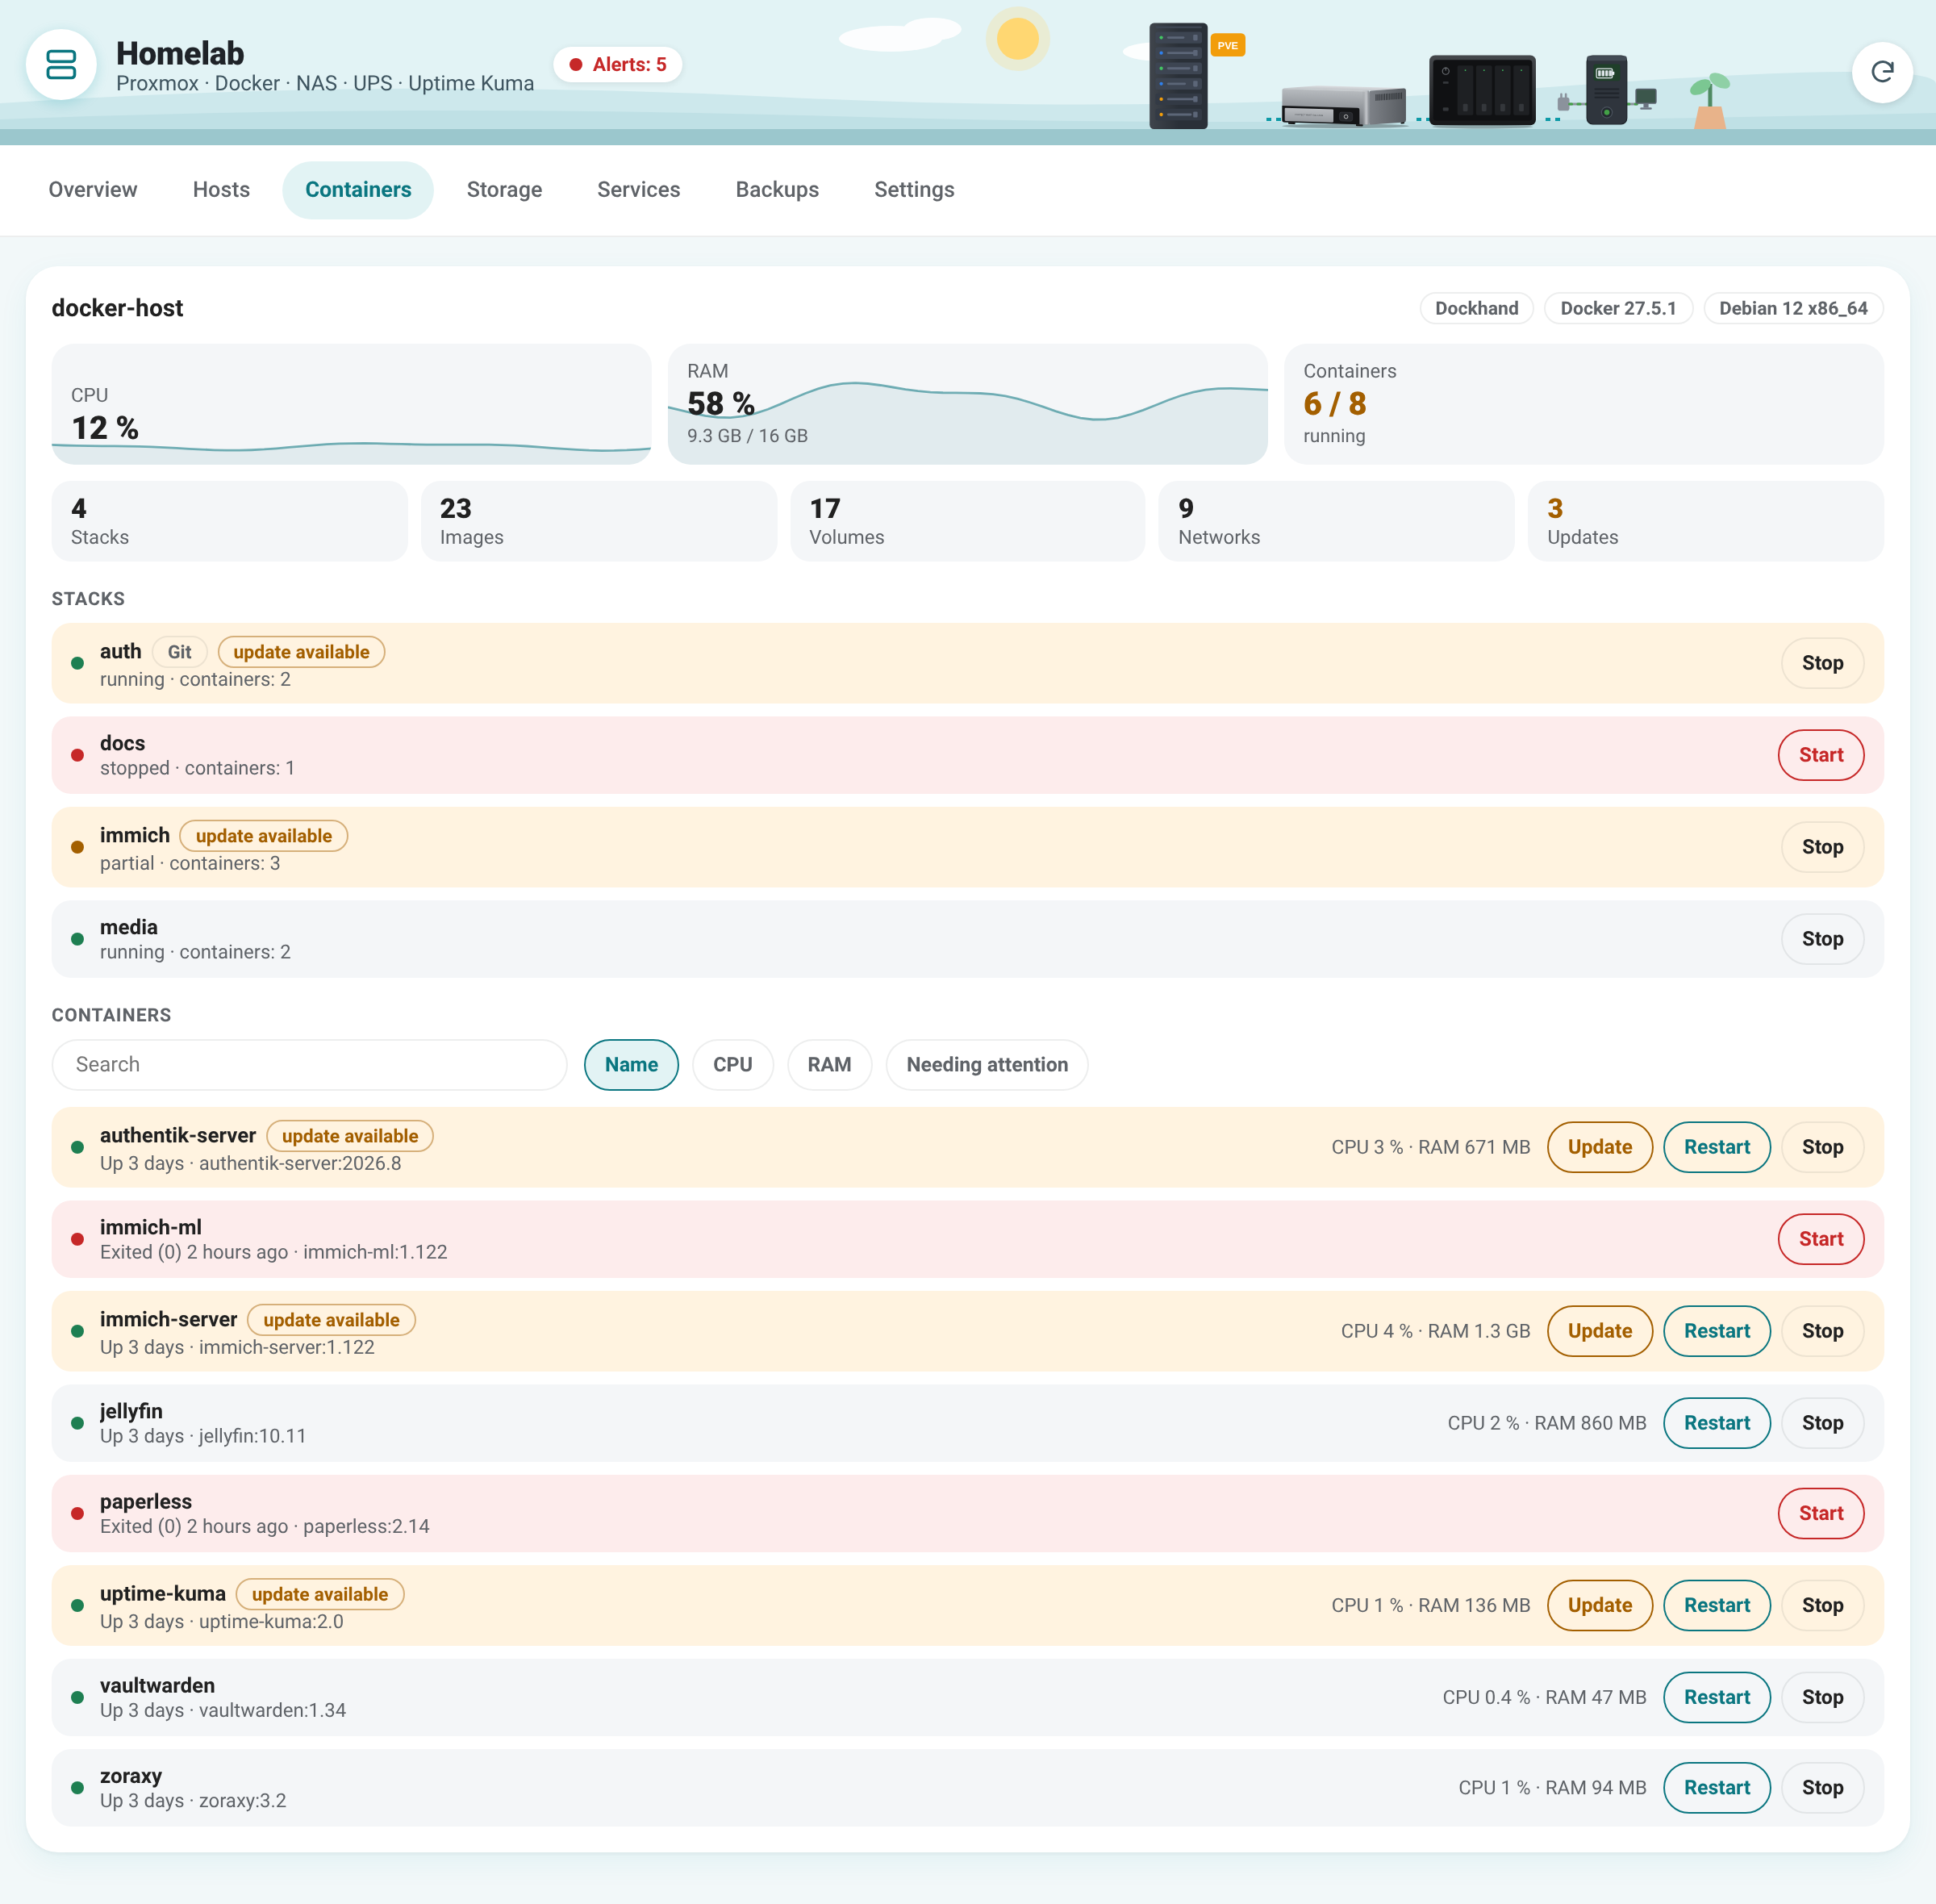 Homelab
Proxmox · Docker · NAS · UPS · Uptime Kuma
Alerts: 5
PVE
Overview
Hosts
Containers
Storage
Services
Backups
Settings
docker-host
Dockhand
Docker 27.5.1
Debian 12 x86_64
CPU
12 %
RAM
58 %
9.3 GB / 16 GB
Containers
6 / 8
running
4
Stacks
23
Images
17
Volumes
9
Networks
3
Updates
STACKS
auth Git update available
running · containers: 2
Stop
docs
stopped · containers: 1
Start
immich update available
partial · containers: 3
Stop
media
running · containers: 2
Stop
CONTAINERS
Search
Name
CPU
RAM
Needing attention
authentik-server update available
Up 3 days · authentik-server:2026.8
CPU 3 % · RAM 671 MB
Update
Restart
Stop
immich-ml
Exited (0) 2 hours ago · immich-ml:1.122
Start
immich-server update available
Up 3 days · immich-server:1.122
CPU 4 % · RAM 1.3 GB
Update
Restart
Stop
jellyfin
Up 3 days · jellyfin:10.11
CPU 2 % · RAM 860 MB
Restart
Stop
paperless
Exited (0) 2 hours ago · paperless:2.14
Start
uptime-kuma update available
Up 3 days · uptime-kuma:2.0
CPU 1 % · RAM 136 MB
Update
Restart
Stop
vaultwarden
Up 3 days · vaultwarden:1.34
CPU 0.4 % · RAM 47 MB
Restart
Stop
zoraxy
Up 3 days · zoraxy:3.2
CPU 1 % · RAM 94 MB
Restart
Stop